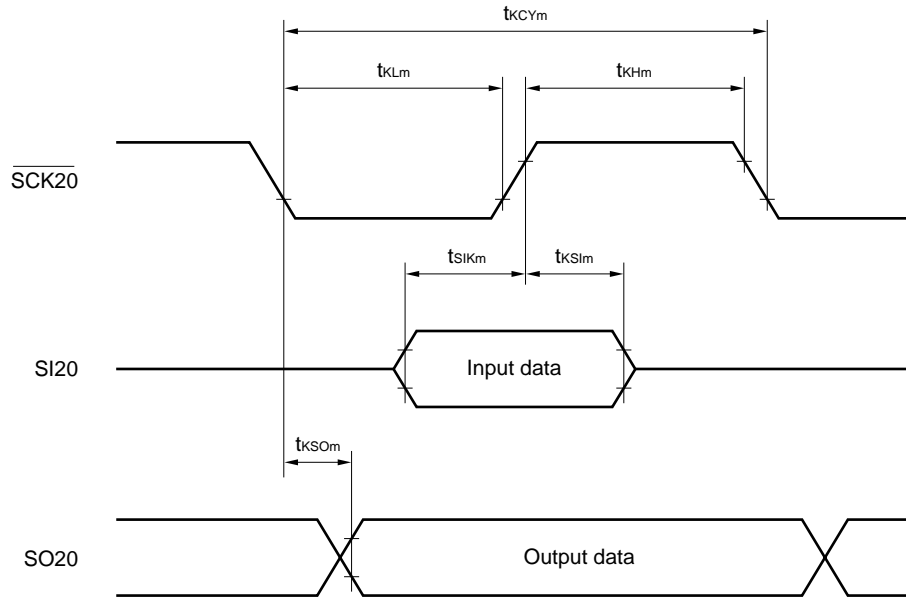 tKCYm
tKLm
tKHm
SCK20
tSIKm
tKSIm
SI20
Input data
tKSOm
SO20
Output data